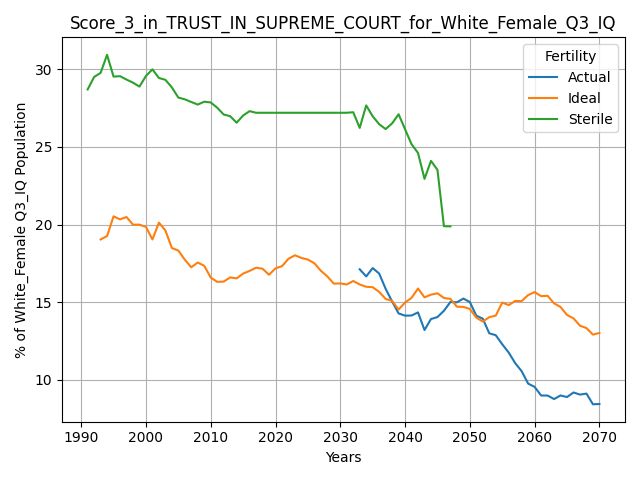 Score_3_in_TRUST_IN_SUPREME_COURT_for_White_Female_Q3_IQ
Fertility
Actual
Ideal
Sterile
% of White_Female Q3_IQ Population
30
25
20
15
10
1990 2000 2010 2020 2030 2040 2050 2060 2070
Years